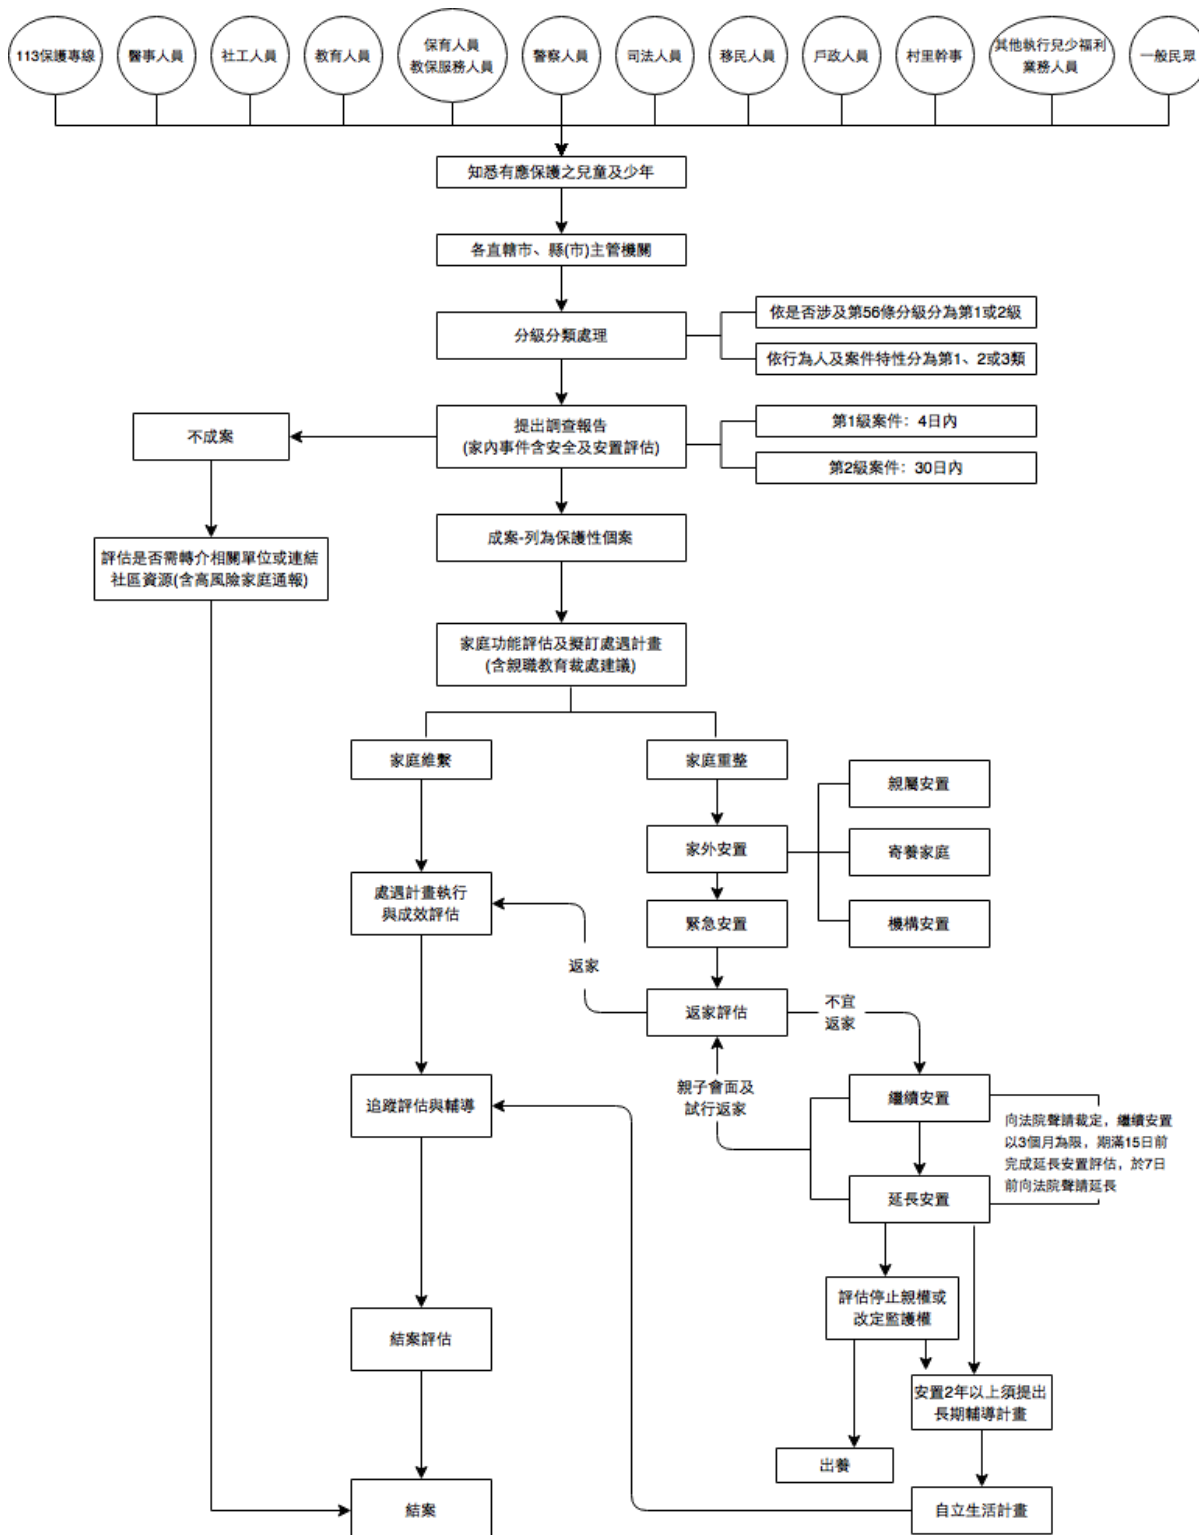 113保護專線
醫事人員
社工人員
教育人員
保育人員
教保服務人員
警察人員
司法人員
移民人員
戶政人員
村里幹事
其他執行兒少福利
業務人員
一般民眾
知悉有應保護之兒童及少年
各直轄市、縣(市)主管機關
分級分類處理
依是否涉及第56條分級分為第1或2級
依行為人及案件特性分為第1、2或3類
不成案
提出調查報告
(家內事件含安全及安置評估)
第1級案件：4日內
第2級案件：30日內
成案-列為保護性個案
評估是否需轉介相關單位或連結
社區資源(含高風險家庭通報)
家庭功能評估及擬訂處遇計畫
(含親職教育裁處建議)
家庭維繫
家庭重整
親屬安置
家外安置
寄養家庭
處遇計畫執行
與成效評估
緊急安置
機構安置
返家
返家評估
不宜
返家
親子會面及
試行返家
追蹤評估與輔導
繼續安置
向法院聲請裁定，繼續安置
以3個月為限，期滿15日前
完成延長安置評估，於7日
前向法院聲請延長
延長安置
評估停止親權或
改定監護權
結案評估
安置2年以上須提出
長期輔導計畫
出養
結案
自立生活計畫